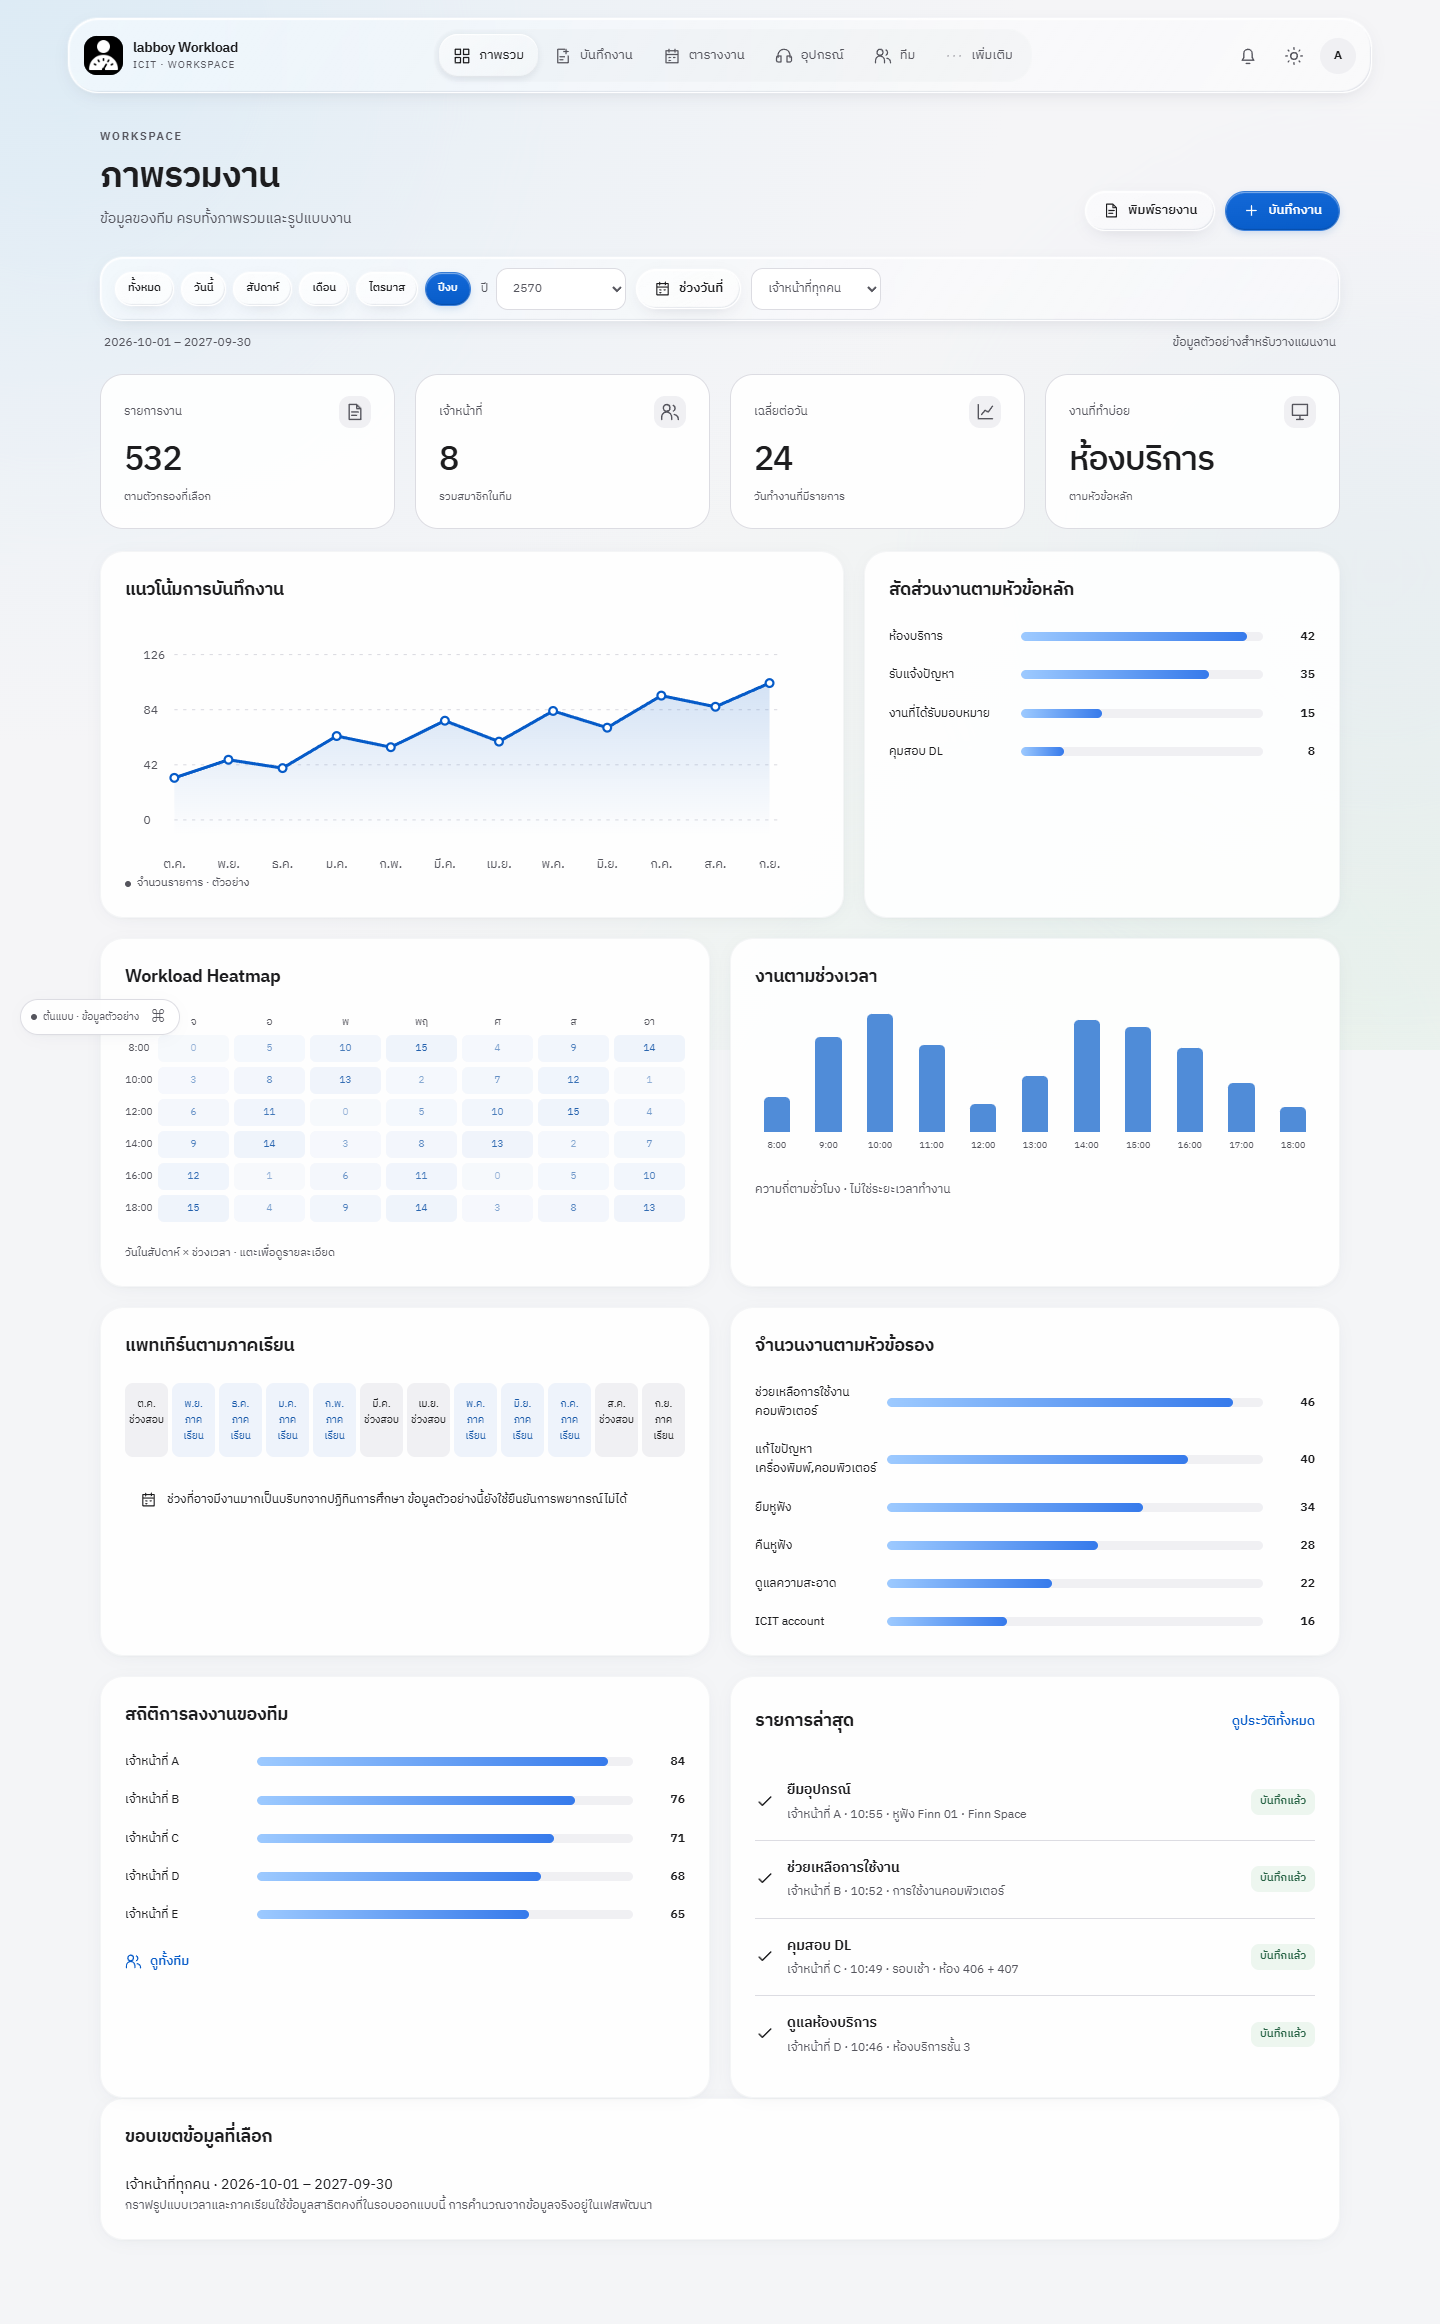 labboy Workload
ICIT · WORKSPACE
ภาพรวม
บันทึกงาน
ตารางงาน
อุปกรณ์
ทีม
··· เพิ่มเติม
A
WORKSPACE
ภาพรวมงาน
ข้อมูลของทีม ครบทั้งภาพรวมและรูปแบบงาน
พิมพ์รายงาน
บันทึกงาน
ทั้งหมด
วันนี้
สัปดาห์
เดือน
ไตรมาส
ปีงบ
ปี
2570
ช่วงวันที่
เจ้าหน้าที่ทุกคน
2026-10-01 – 2027-09-30
ข้อมูลตัวอย่างสำหรับวางแผนงาน
รายการงาน
532
ตามตัวกรองที่เลือก
เจ้าหน้าที่
8
รวมสมาชิกในทีม
เฉลี่ยต่อวัน
24
วันทำงานที่มีรายการ
งานที่ทำบ่อย
ห้องบริการ
ตามหัวข้อหลัก
แนวโน้มการบันทึกงาน
126
84
42
0
ต.ค. พ.ย. ธ.ค. ม.ค. ก.พ. มี.ค. เม.ย. พ.ค. มิ.ย. ก.ค. ส.ค. ก.ย.
จำนวนรายการ · ตัวอย่าง
สัดส่วนงานตามหัวข้อหลัก
ห้องบริการ 42
รับแจ้งปัญหา 35
งานที่ได้รับมอบหมาย 15
คุมสอบ DL 8
Workload Heatmap
ต้นแบบ · ข้อมูลตัวอย่าง ⌘
จ อ พ พฤ ศ ส อา
8:00 0 5 10 15 4 9 14
10:00 3 8 13 2 7 12 1
12:00 6 11 0 5 10 15 4
14:00 9 14 3 8 13 2 7
16:00 12 1 6 11 0 5 10
18:00 15 4 9 14 3 8 13
วันในสัปดาห์ × ช่วงเวลา · แตะเพื่อดูรายละเอียด
งานตามช่วงเวลา
8:00 9:00 10:00 11:00 12:00 13:00 14:00 15:00 16:00 17:00 18:00
ความถี่ตามชั่วโมง · ไม่ใช่ระยะเวลาทำงาน
แพทเทิร์นตามภาคเรียน
ต.ค. พ.ย. ธ.ค. ม.ค. ก.พ. มี.ค. เม.ย. พ.ค. มิ.ย. ก.ค. ส.ค. ก.ย.
ช่วงสอบ ภาค ภาค ภาค ภาค ช่วงสอบ ช่วงสอบ ภาค ภาค ภาค ช่วงสอบ ภาค
เรียน เรียน เรียน เรียน เรียน เรียน เรียน เรียน
ช่วงที่อาจมีงานมากเป็นบริบทจากปฏิทินการศึกษา ข้อมูลตัวอย่างนี้ยังใช้ยืนยันการพยากรณ์ไม่ได้
จำนวนงานตามหัวข้อรอง
ช่วยเหลือการใช้งาน
คอมพิวเตอร์ 46
แก้ไขปัญหา
เครื่องพิมพ์,คอมพิวเตอร์ 40
ยืมหูฟัง 34
คืนหูฟัง 28
ดูแลความสะอาด 22
ICIT account 16
สถิติการลงงานของทีม
เจ้าหน้าที่ A 84
เจ้าหน้าที่ B 76
เจ้าหน้าที่ C 71
เจ้าหน้าที่ D 68
เจ้าหน้าที่ E 65
ดูทั้งทีม
รายการล่าสุด
ดูประวัติทั้งหมด
ยืมอุปกรณ์
เจ้าหน้าที่ A · 10:55 · หูฟัง Finn 01 · Finn Space
บันทึกแล้ว
ช่วยเหลือการใช้งาน
เจ้าหน้าที่ B · 10:52 · การใช้งานคอมพิวเตอร์
บันทึกแล้ว
คุมสอบ DL
เจ้าหน้าที่ C · 10:49 · รอบเช้า · ห้อง 406 + 407
บันทึกแล้ว
ดูแลห้องบริการ
เจ้าหน้าที่ D · 10:46 · ห้องบริการชั้น 3
บันทึกแล้ว
ขอบเขตข้อมูลที่เลือก
เจ้าหน้าที่ทุกคน · 2026-10-01 – 2027-09-30
กราฟรูปแบบเวลาและภาคเรียนใช้ข้อมูลสาธิตคงที่ในรอบออกแบบนี้ การคำนวณจากข้อมูลจริงอยู่ในเฟสพัฒนา